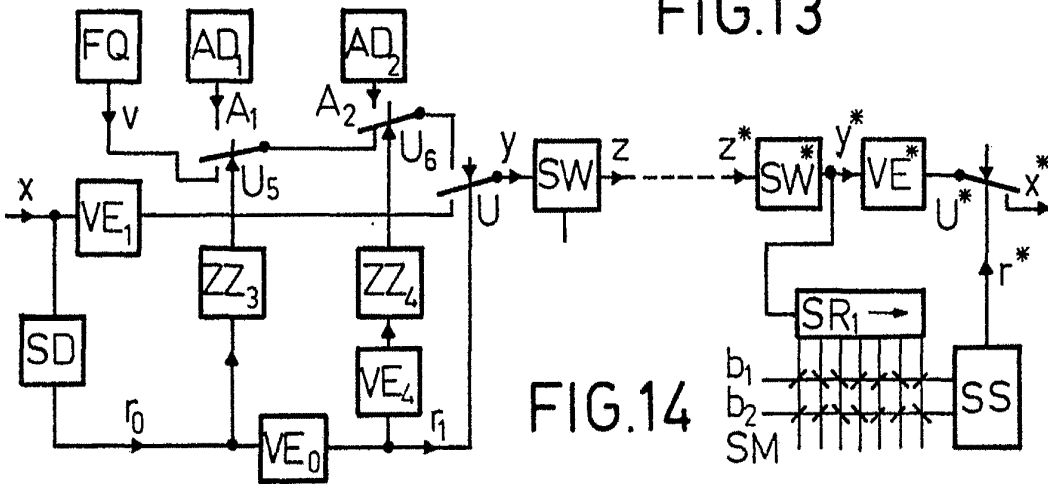 FIG.13
FQ AD1 AD2
v A1 A2
U5 U6 y SW z z* SW* y* VE*
x VE1 U U* x*
ZZ3 ZZ4 r*
SD VE4 SR1
b1
b2 SS
SM
r0 VE0 r1
FIG.14